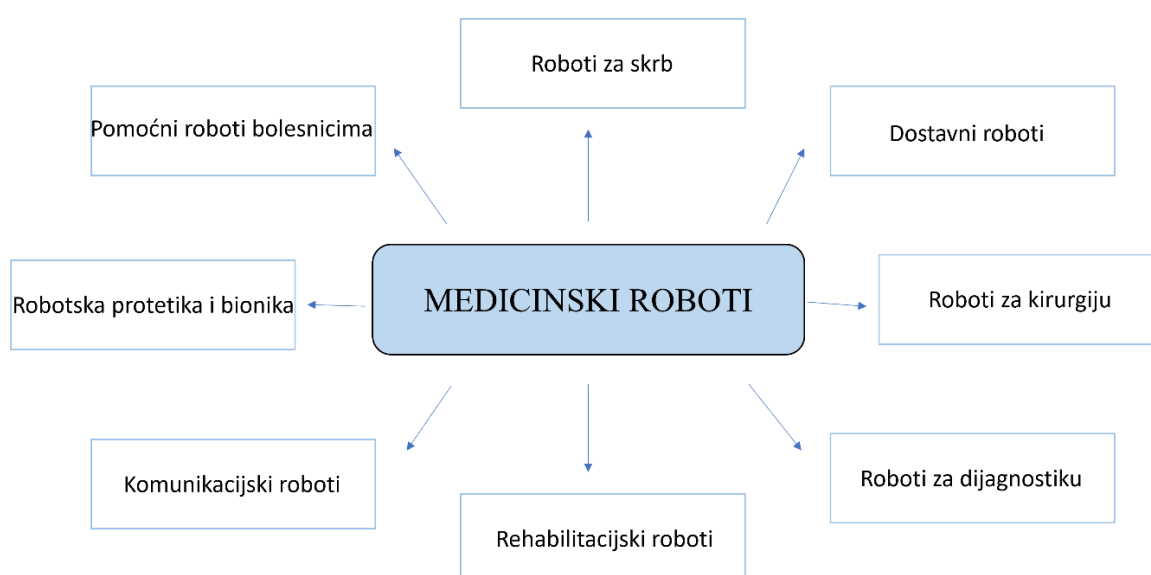 Roboti za skrb
Pomoćni roboti bolesnicima
Dostavni roboti
MEDICINSKI ROBOTI
Robotska protetika i bionika
Roboti za kirurgiju
Komunikacijski roboti
Roboti za dijagnostiku
Rehabilitacijski roboti